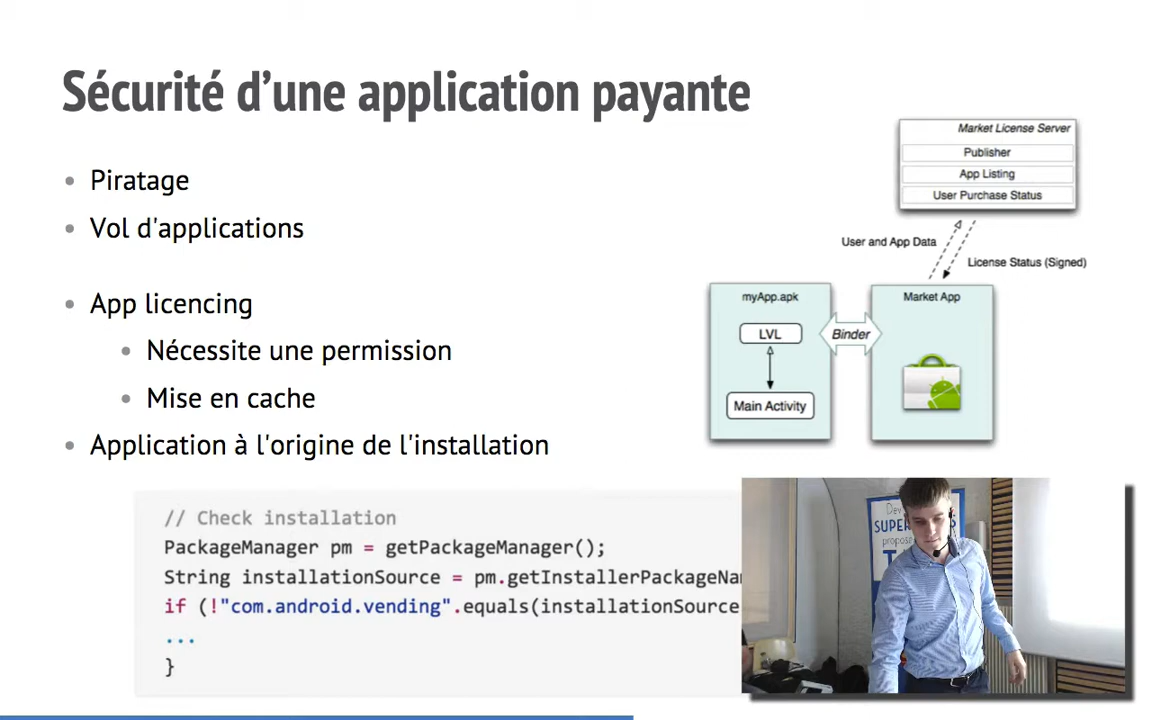 Sécurité d'une application payante
Piratage
Vol d'applications
App licencing
Nécessite une permission
Mise en cache
Application à l'origine de l'installation
Market License Server
Publisher
App Listing
User Purchase Status
User and App Data
License Status (Signed)
myApp.apk
LVL
Main Activity
Binder
Market App
// Check installation
PackageManager pm = getPackageManager();
String installationSource = pm.getInstallerPackageNa
if (!"com.android.vending".equals(installationSource
...
}
Dev
SUPER
propose